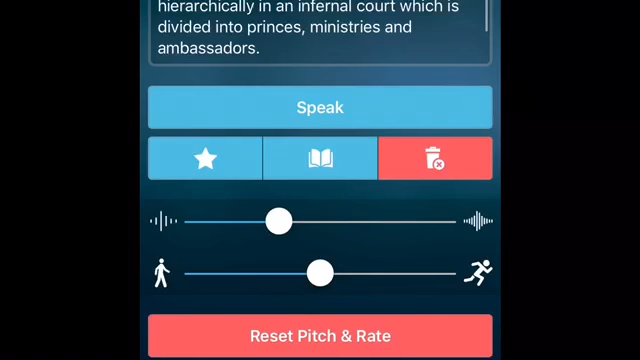 hierarchically in an infernal court which is
divided into princes, ministries and
ambassadors.
Speak
Reset Pitch & Rate